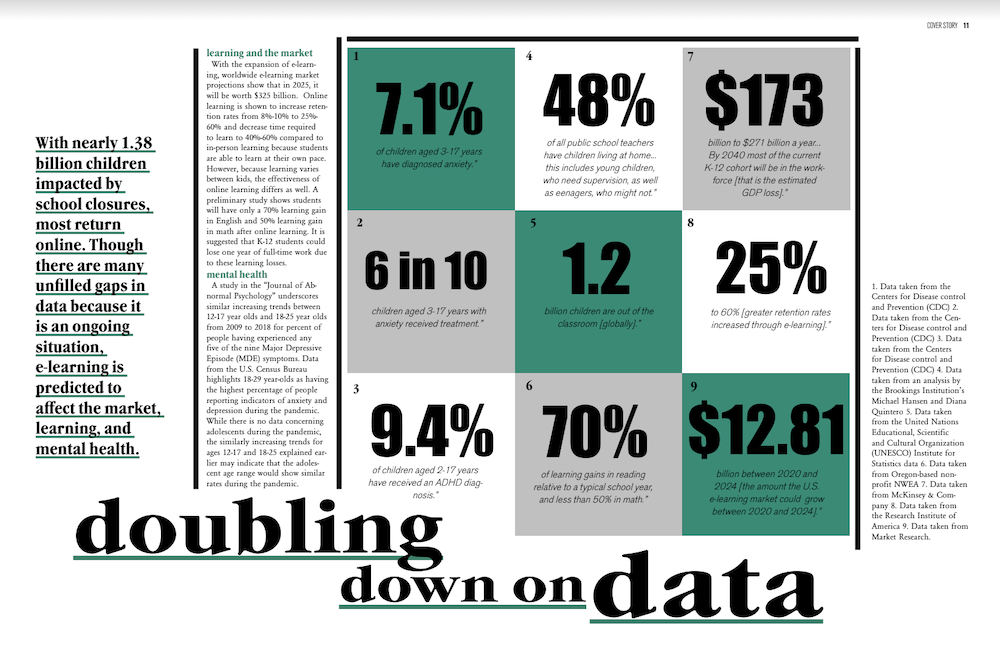 COVER STORY 11
With nearly 1.38
billion children
impacted by
school closures,
most return
online. Though
there are many
unfilled gaps in
data because it
is an ongoing
situation,
e-learning is
predicted to
affect the market,
learning, and
mental health.
learning and the market
With the expansion of e-learn-
ing, worldwide e-learning market
projections show that in 2025, it
will be worth $325 billion. Online
learning is shown to increase reten-
tion rates from 8%-10% to 25%-
60% and decrease time required
to learn to 40%-60% compared to
in-person learning because students
are able to learn at their own pace.
However, because learning varies
between kids, the effectiveness of
online learning differs as well. A
preliminary study shows students
will have only a 70% learning gain
in English and 50% learning gain
in math after online learning. It is
suggested that K-12 students could
lose one year of full-time work due
to these learning losses.
mental health
A study in the “Journal of Ab-
normal Psychology” underscores
similar increasing trends between
12-17 year olds and 18-25 year olds
from 2009 to 2018 for percent of
people having experienced any
five of the nine Major Depressive
Episode (MDE) symptoms. Data
from the U.S. Census Bureau
highlights 18-29 year-olds as having
the highest percentage of people
reporting indicators of anxiety and
depression during the pandemic.
While there is no data concerning
adolescents during the pandemic,
the similarly increasing trends for
ages 12-17 and 18-25 explained ear-
lier may indicate that the adoles-
cent age range would show similar
rates during the pandemic.
1
7.1%
of children aged 3-17 years
have diagnosed anxiety.”
2
6 in 10
children aged 3-17 years with
anxiety received treatment.”
3
9.4%
of children aged 2-17 years
have received an ADHD diag-
nosis.”
4
48%
of all public school teachers
have children living at home...
this includes young children,
who need supervision, as well
as eenagers, who might not.”
5
1.2
billion children are out of the
classroom [globally].”
6
70%
of learning gains in reading
relative to a typical school year,
and less than 50% in math.”
7
$173
billion to $271 billion a year...
By 2040 most of the current
K-12 cohort will be in the work-
force [that is the estimated
GDP loss].”
8
25%
to 60% [greater retention rates
increased through e-learning].”
9
$12.81
billion between 2020 and
2024 [the amount the U.S.
e-learning market could grow
between 2020 and 2024].”
1. Data taken from the
Centers for Disease control
and Prevention (CDC) 2.
Data taken from the Cen-
ters for Disease control and
Prevention (CDC) 3. Data
taken from the Centers
for Disease control and
Prevention (CDC) 4. Data
taken from an analysis by
the Brookings Institution’s
Michael Hansen and Diana
Quintero 5. Data taken
from the United Nations
Educational, Scientific
and Cultural Organization
(UNESCO) Institute for
Statistics data 6. Data taken
from Oregon-based non-
profit NWEA 7. Data taken
from McKinsey & Com-
pany 8. Data taken from
the Research Institute of
America 9. Data taken from
Market Research.
doubling
down on data